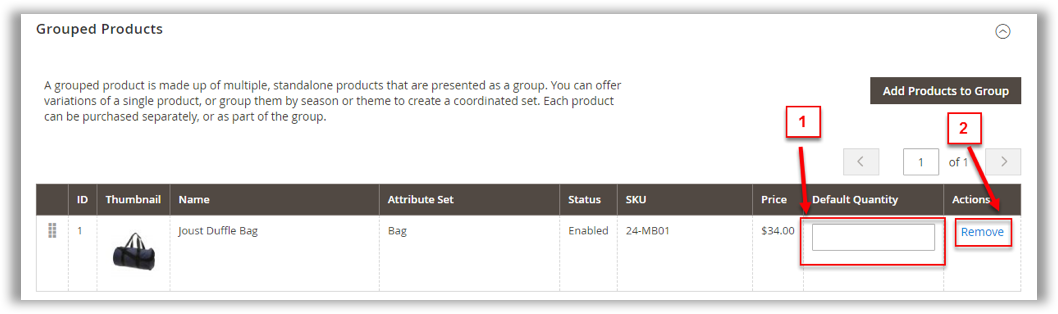 Grouped Products
A grouped product is made up of multiple, standalone products that are presented as a group. You can offer
variations of a single product, or group them by season or theme to create a coordinated set. Each product
can be purchased separately, or as part of the group.
Add Products to Group
1
2
1 of 1
ID Thumbnail Name Attribute Set Status SKU Price Default Quantity Actions
1 Joust Duffle Bag Bag Enabled 24-MB01 $34.00 Remove